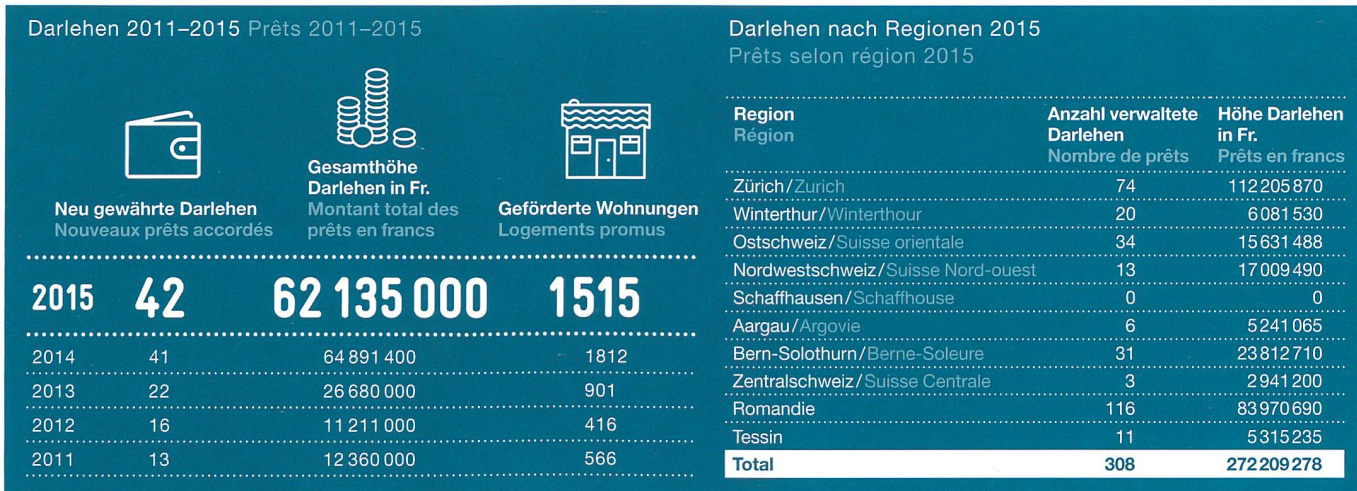 Darlehen 2011–2015 Prêts 2011–2015
Neu gewährte Darlehen
Nouveaux prêts accordés
Gesamthöhe
Darlehen in Fr.
Montant total des
prêts en francs
Geförderte Wohnungen
Logements promus
2015 42 62 135 000 1515
2014 41 64 891 400 1812
2013 22 26 680 000 901
2012 16 11 211 000 416
2011 13 12 360 000 566
Darlehen nach Regionen 2015
Prêts selon région 2015
Region
Région
Anzahl verwaltete
Darlehen
Nombre de prêts
Höhe Darlehen
in Fr.
Prêts en francs
Zürich/Zurich 74 112 205 870
Winterthur/Winterthour 20 6 081 530
Ostschweiz/Suisse orientale 34 15 631 488
Nordwestschweiz/Suisse Nord-ouest 13 17 009 490
Schaffhausen/Schaffhouse 0 0
Aargau/Argovie 6 5 241 065
Bern-Solothurn/Berne-Soleure 31 23 812 710
Zentralschweiz/Suisse Centrale 3 2 941 200
Romandie 116 83 970 690
Tessin 11 5 315 235
Total 308 272 209 278